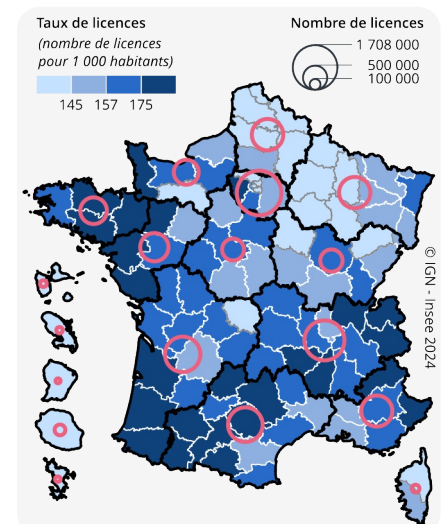 Taux de licences
(nombre de licences
pour 1 000 habitants)
145 157 175
Nombre de licences
1 708 000
500 000
100 000
© IGN - Insee 2024